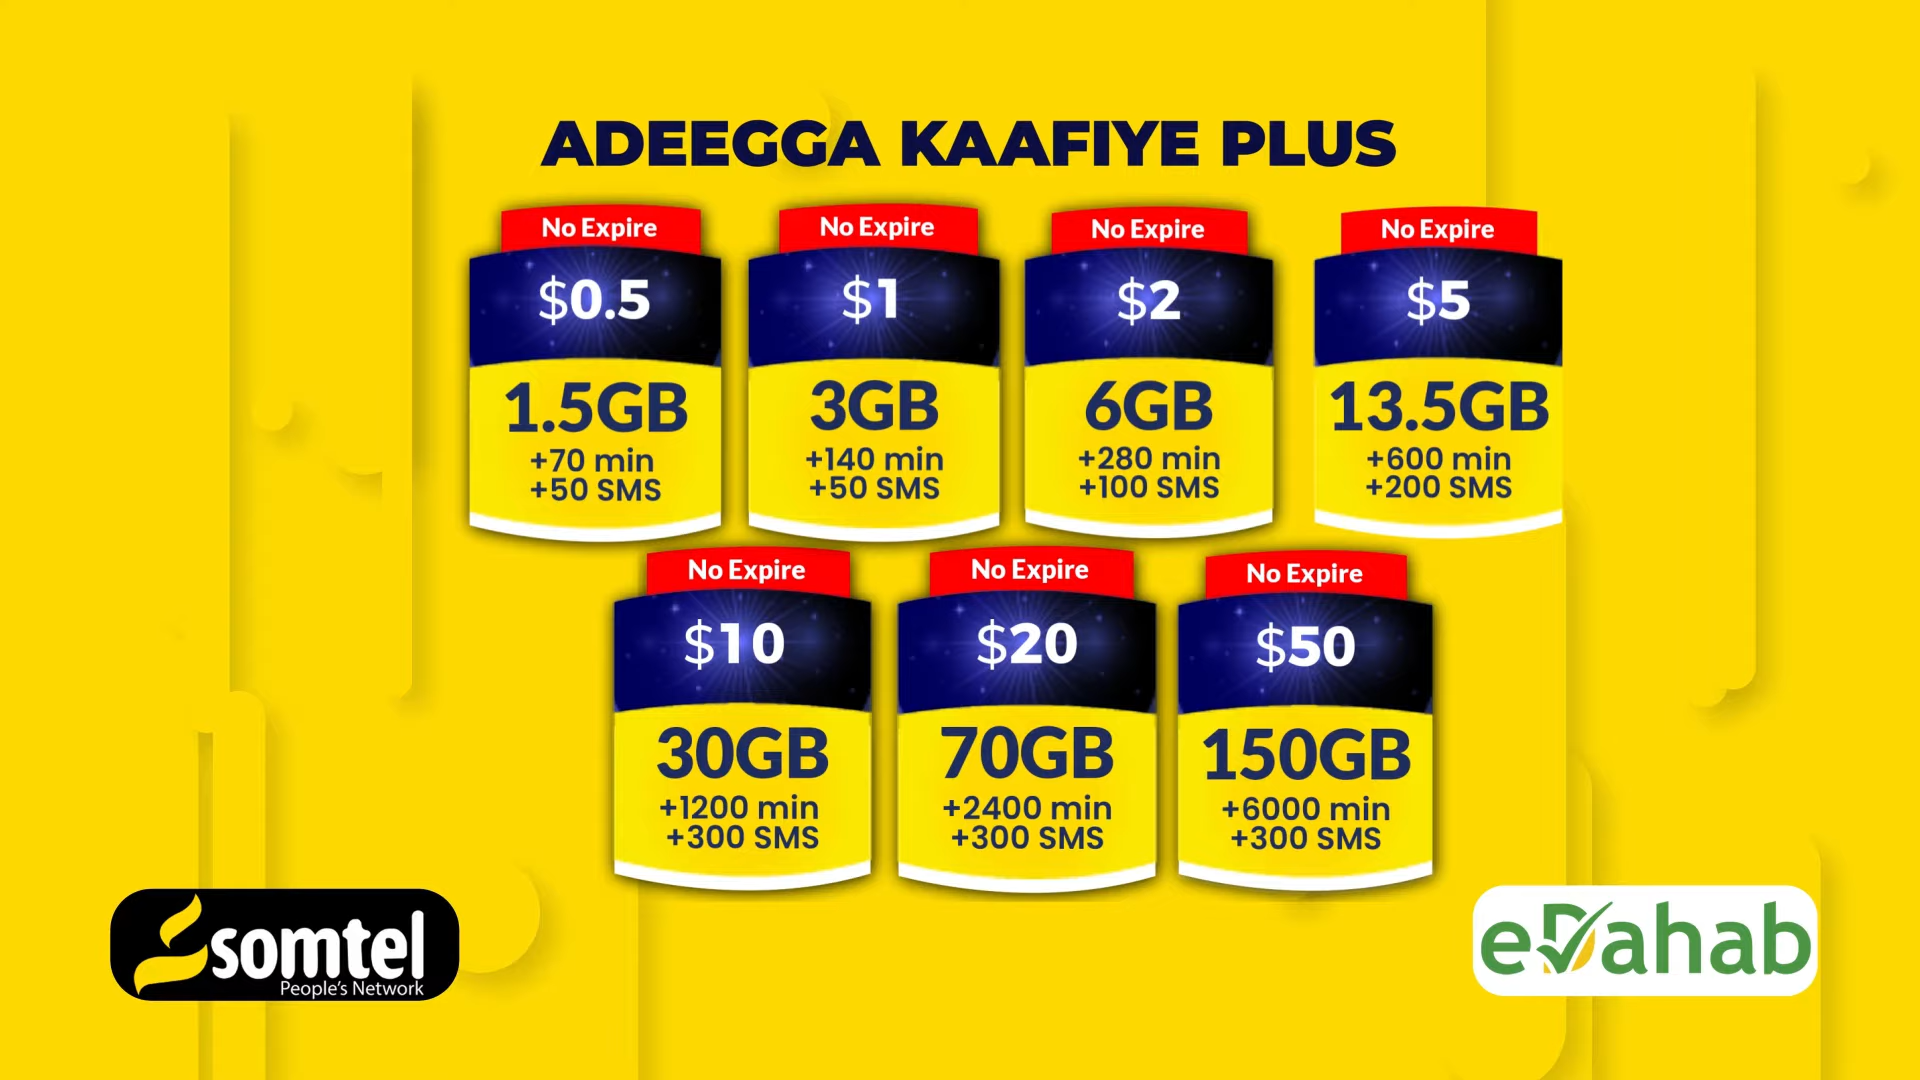 ADEEGGA KAAFIYE PLUS
No Expire
$0.5
1.5GB
+70 min
+50 SMS
No Expire
$1
3GB
+140 min
+50 SMS
No Expire
$2
6GB
+280 min
+100 SMS
No Expire
$5
13.5GB
+600 min
+200 SMS
No Expire
$10
30GB
+1200 min
+300 SMS
No Expire
$20
70GB
+2400 min
+300 SMS
No Expire
$50
150GB
+6000 min
+300 SMS
somtel
People's Network
eDahab